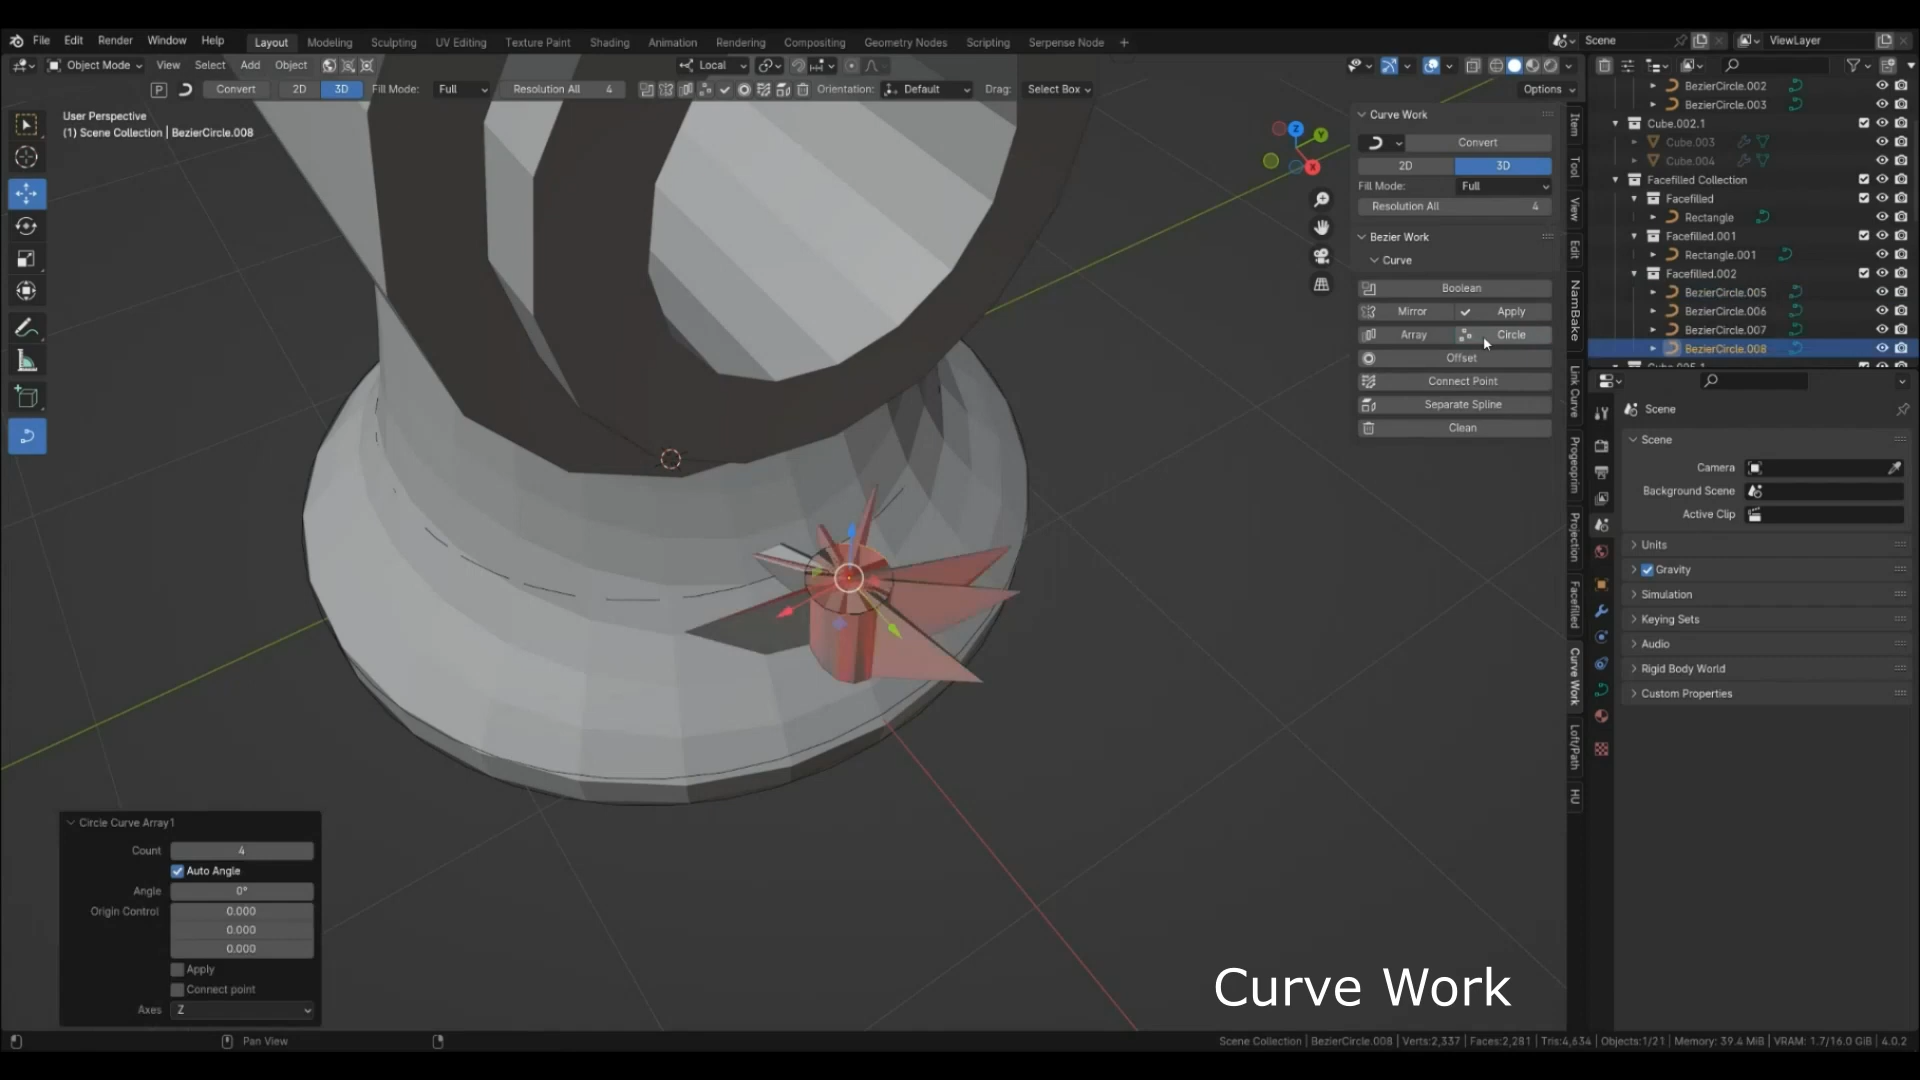 File Edit Render Window Help Layout Modeling Sculpting UV Editing Texture Paint Shading Animation Rendering Compositing Geometry Nodes Scripting Serpense Node + Scene ViewLayer
Object Mode View Select Add Object Local
P Convert 2D 3D Fill Mode: Full Resolution All 4 Orientation: Default Drag: Select Box Options
User Perspective
(1) Scene Collection | BezierCircle.008
Z
Y
X
Curve Work
Convert
2D 3D
Fill Mode: Full
Resolution All 4
Bezier Work
Curve
Boolean
Mirror Apply
Array Circle
Offset
Connect Point
Separate Spline
Clean
Item
Tool
View
Edit
NamBake
Link Curve
Progeoprim
Projection
Facefilled
Curve Work
Loft/Path
HU
BezierCircle.002
BezierCircle.003
Cube.002.1
Cube.003
Cube.004
Facefilled Collection
Facefilled
Rectangle
Facefilled.001
Rectangle.001
Facefilled.002
BezierCircle.005
BezierCircle.006
BezierCircle.007
BezierCircle.008
Scene
Scene
Camera
Background Scene
Active Clip
Units
Gravity
Simulation
Keying Sets
Audio
Rigid Body World
Custom Properties
Circle Curve Array1
Count 4
Auto Angle
Angle 0°
Origin Control 0.000
0.000
0.000
Apply
Connect point
Axes Z
Curve Work
Pan View
Scene Collection | BezierCircle.008 | Verts:2,337 | Faces:2,281 | Tris:4,634 | Objects:1/21 | Memory: 39.4 MiB | VRAM: 1.7/16.0 GiB | 4.0.2